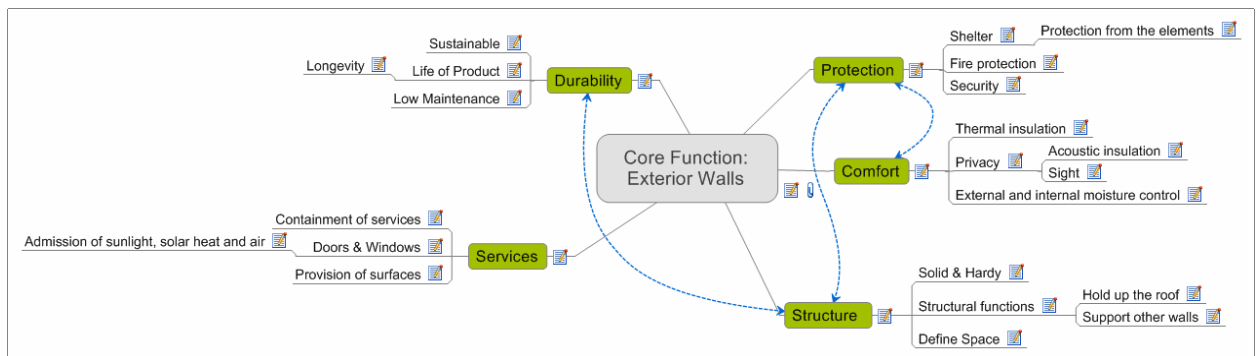 Core Function:
Exterior Walls
Durability
Sustainable
Life of Product
Longevity
Low Maintenance
Services
Containment of services
Doors & Windows
Admission of sunlight, solar heat and air
Provision of surfaces
Protection
Shelter
Protection from the elements
Fire protection
Security
Comfort
Thermal insulation
Privacy
Acoustic insulation
Sight
External and internal moisture control
Structure
Solid & Hardy
Structural functions
Hold up the roof
Support other walls
Define Space